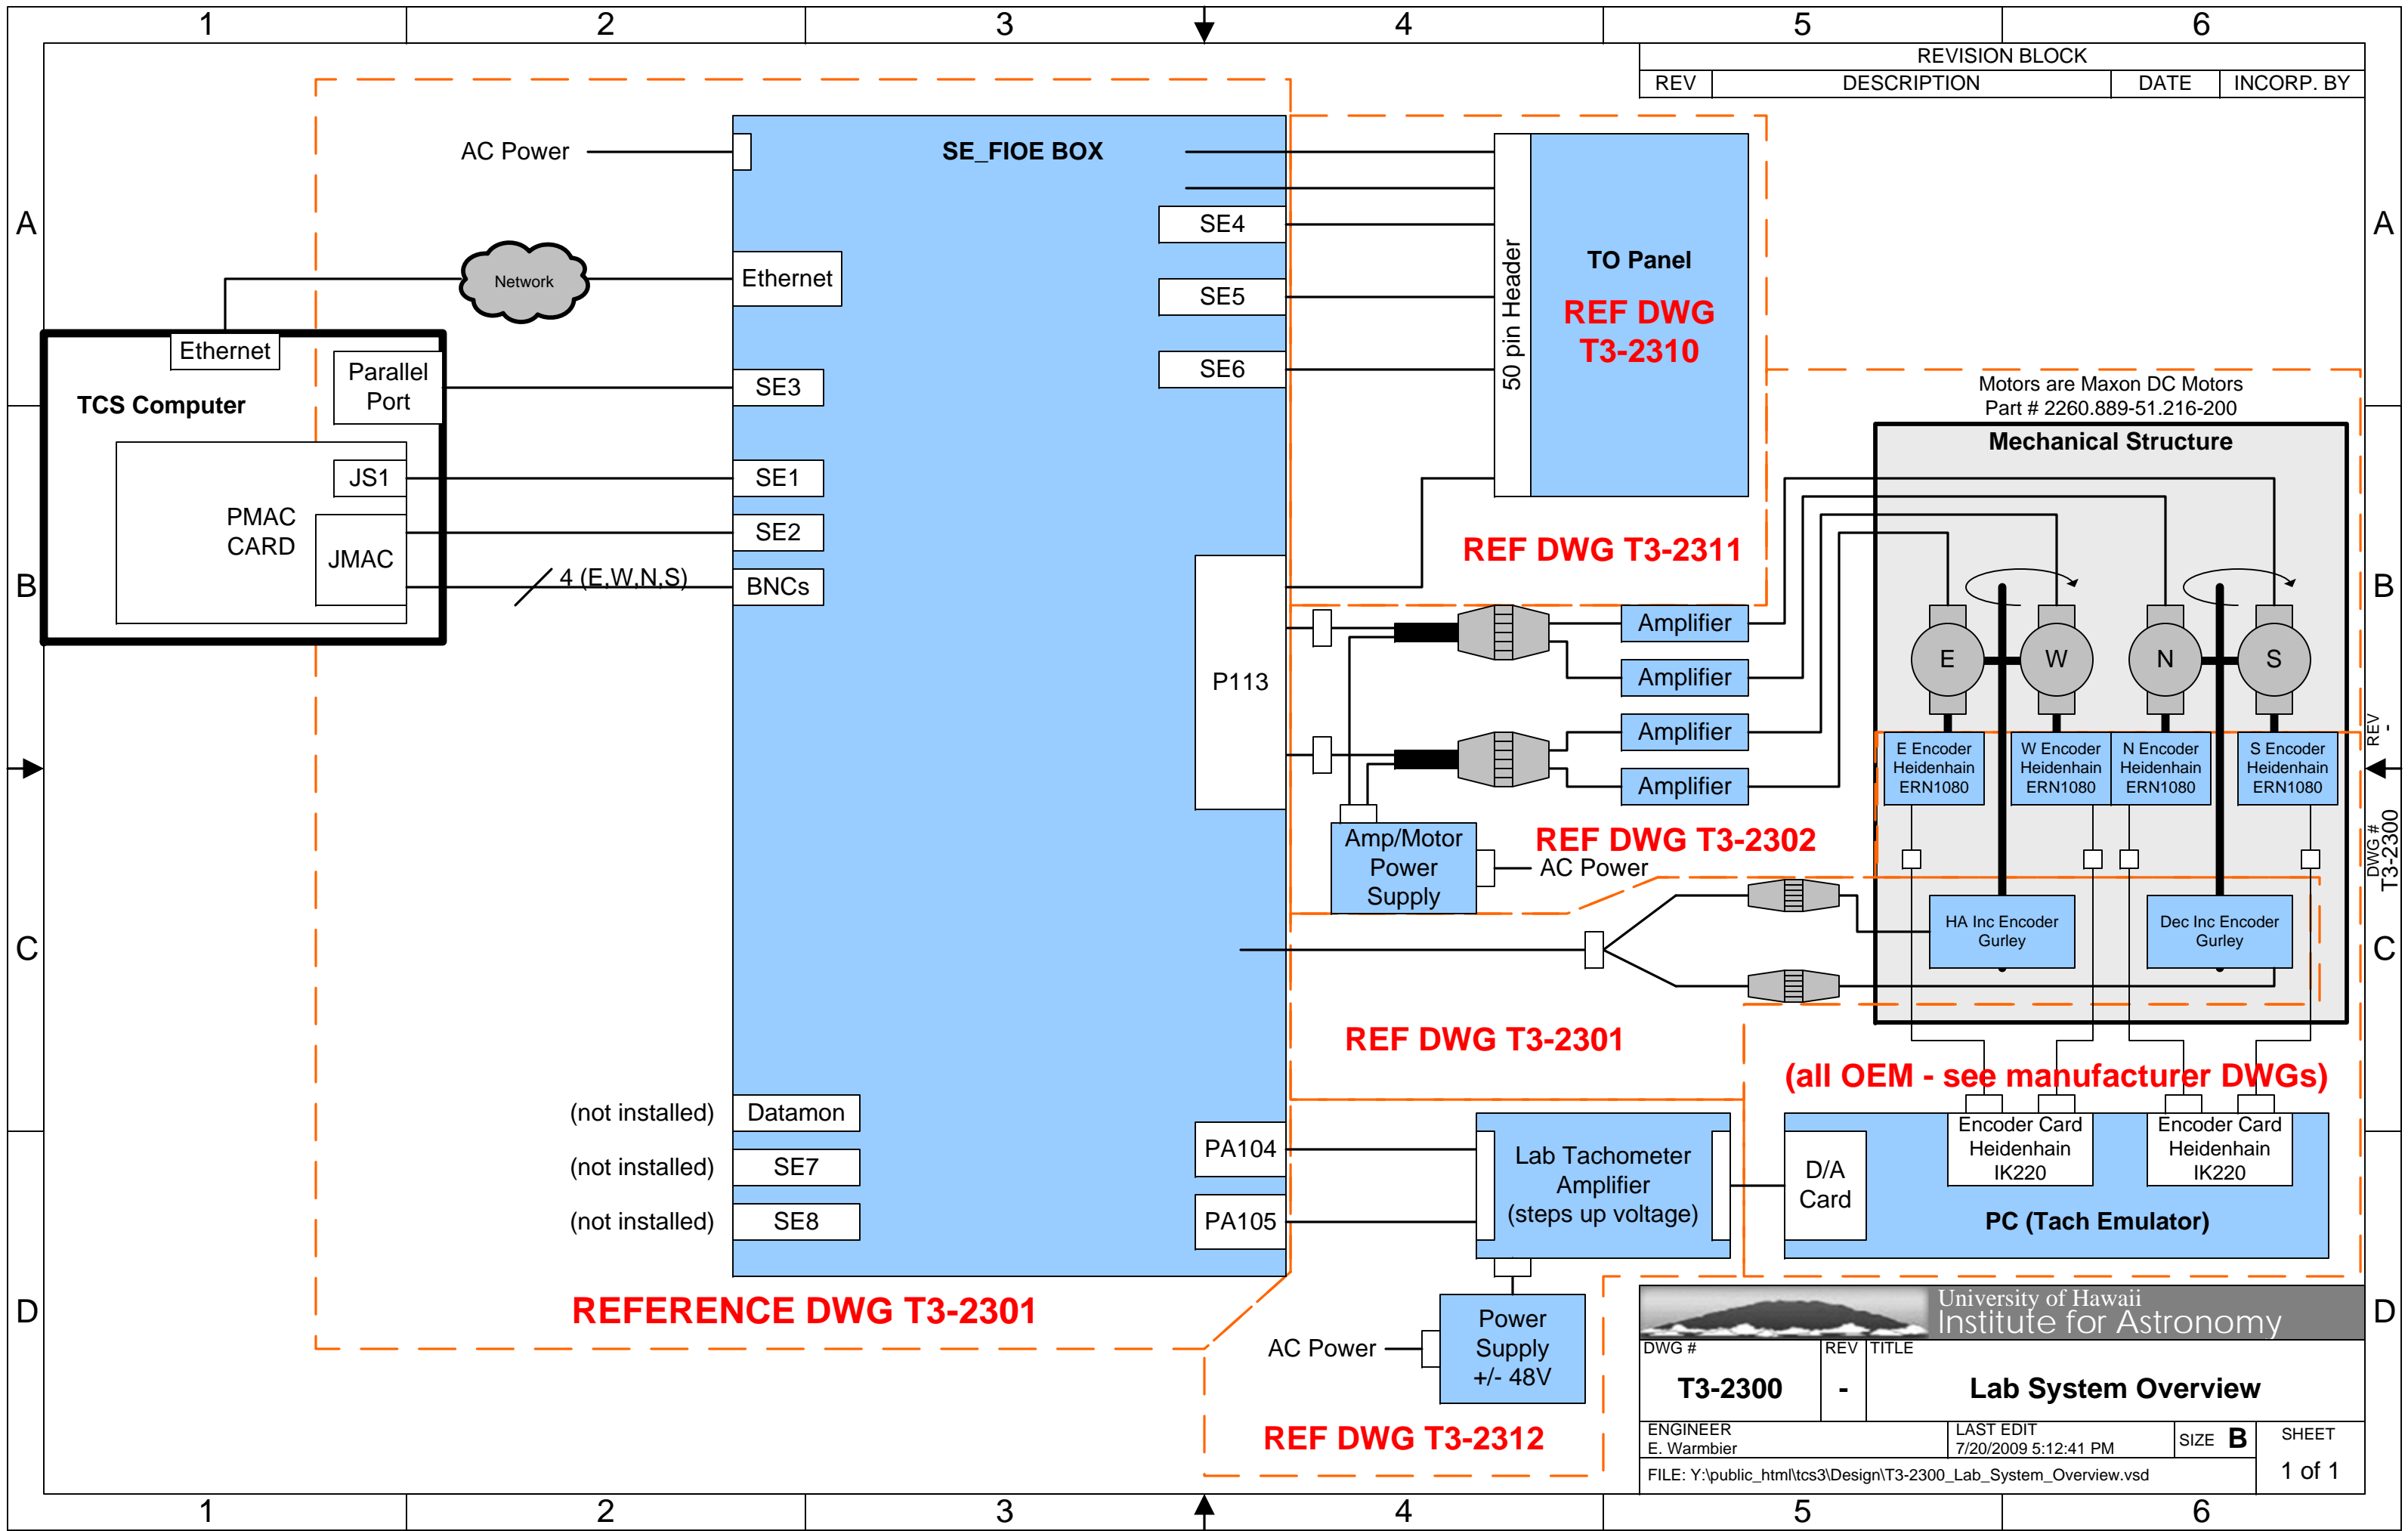 1
2
3
4
5
6
REVISION BLOCK
REV
DESCRIPTION
DATE
INCORP. BY
A
A
B
B
C
C
D
D
AC Power
SE_FIOE BOX
Network
Ethernet
Ethernet
TCS Computer
Parallel
Port
PMAC
CARD
JS1
JMAC
4 (E,W,N,S)
SE3
SE1
SE2
BNCs
SE4
SE5
SE6
P113
50 pin Header
TO Panel
REF DWG
T3-2310
REF DWG T3-2311
Motors are Maxon DC Motors
Part # 2260.889-51.216-200
Mechanical Structure
Amplifier
Amplifier
Amplifier
Amplifier
E
W
N
S
E Encoder
Heidenhain
ERN1080
W Encoder
Heidenhain
ERN1080
N Encoder
Heidenhain
ERN1080
S Encoder
Heidenhain
ERN1080
REV
-
DWG #
T3-2300
Amp/Motor
Power
Supply
AC Power
REF DWG T3-2302
HA Inc Encoder
Gurley
Dec Inc Encoder
Gurley
REF DWG T3-2301
(all OEM - see manufacturer DWGs)
(not installed)
Datamon
(not installed)
SE7
(not installed)
SE8
PA104
PA105
Lab Tachometer
Amplifier
(steps up voltage)
D/A
Card
Encoder Card
Heidenhain
IK220
Encoder Card
Heidenhain
IK220
PC (Tach Emulator)
REFERENCE DWG T3-2301
AC Power
Power
Supply
+/- 48V
REF DWG T3-2312
University of Hawaii
Institute for Astronomy
DWG #
T3-2300
REV
-
TITLE
Lab System Overview
ENGINEER
E. Warmbier
LAST EDIT
7/20/2009 5:12:41 PM
SIZE B
SHEET
1 of 1
FILE: Y:\public_html\tcs3\Design\T3-2300_Lab_System_Overview.vsd
1
2
3
4
5
6